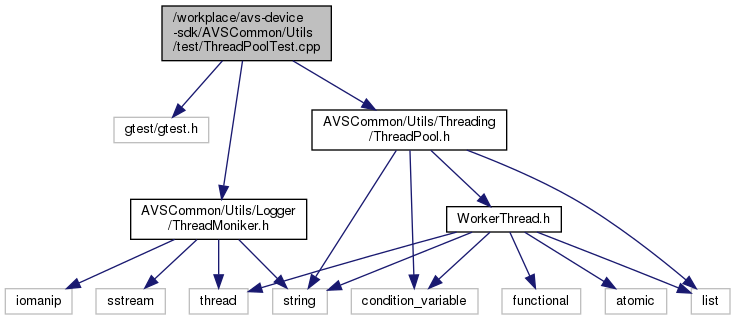 /workplace/avs-device
-sdk/AVSCommon/Utils
/test/ThreadPoolTest.cpp
gtest/gtest.h
AVSCommon/Utils/Threading
/ThreadPool.h
AVSCommon/Utils/Logger
/ThreadMoniker.h
WorkerThread.h
iomanip
sstream
thread
string
condition_variable
functional
atomic
list